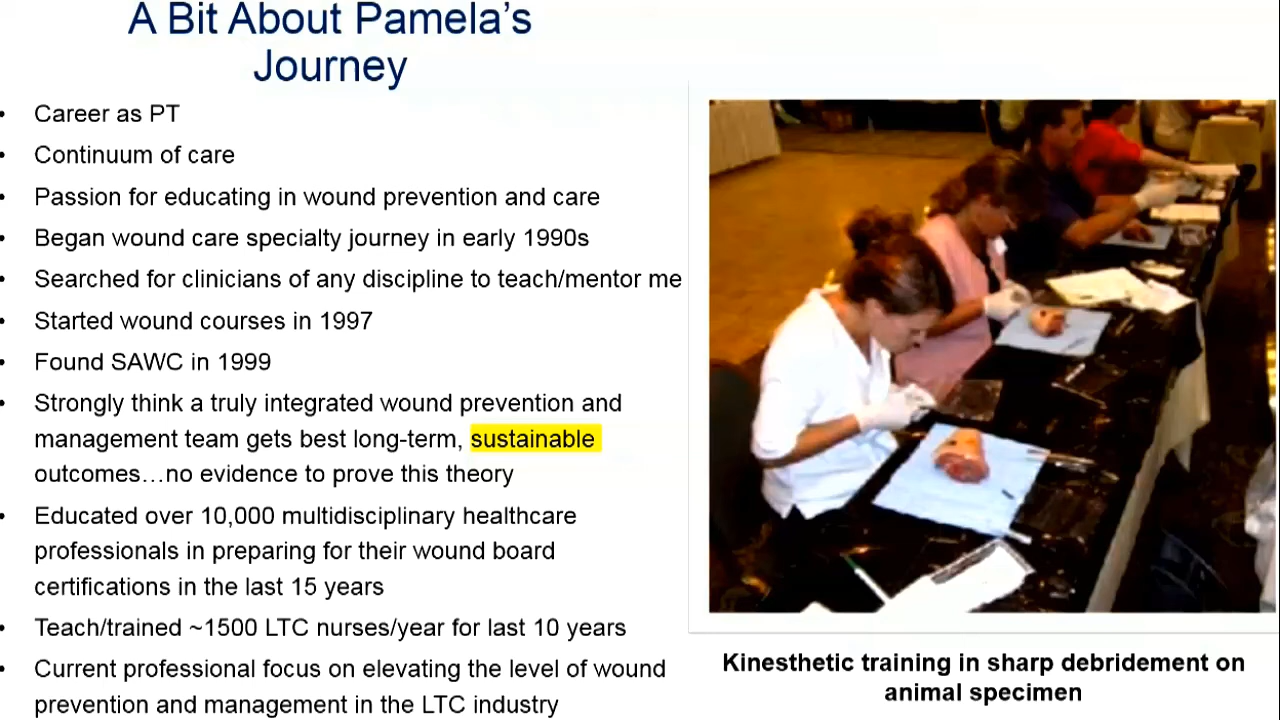 A Bit About Pamela's
Journey
• Career as PT
• Continuum of care
• Passion for educating in wound prevention and care
• Began wound care specialty journey in early 1990s
• Searched for clinicians of any discipline to teach/mentor me
• Started wound courses in 1997
• Found SAWC in 1999
• Strongly think a truly integrated wound prevention and
management team gets best long-term, sustainable
outcomes…no evidence to prove this theory
• Educated over 10,000 multidisciplinary healthcare
professionals in preparing for their wound board
certifications in the last 15 years
• Teach/trained ~1500 LTC nurses/year for last 10 years
• Current professional focus on elevating the level of wound
prevention and management in the LTC industry
Kinesthetic training in sharp debridement on
animal specimen